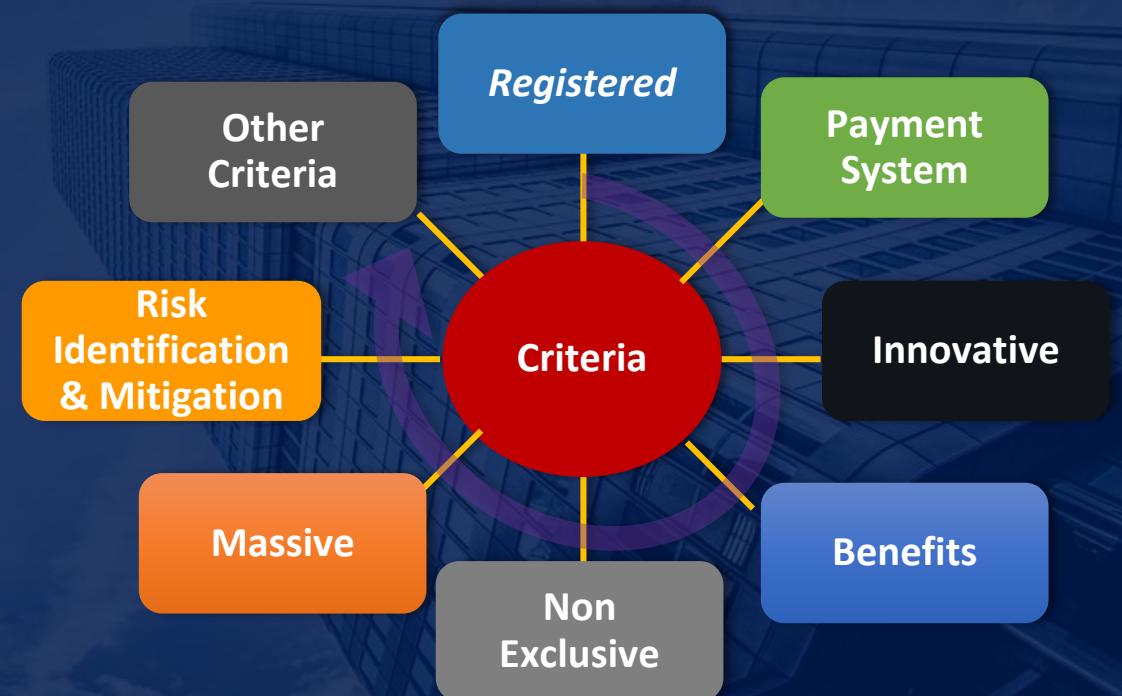 Registered
Payment
System
Innovative
Benefits
Non
Exclusive
Massive
Risk
Identification
& Mitigation
Other
Criteria
Criteria